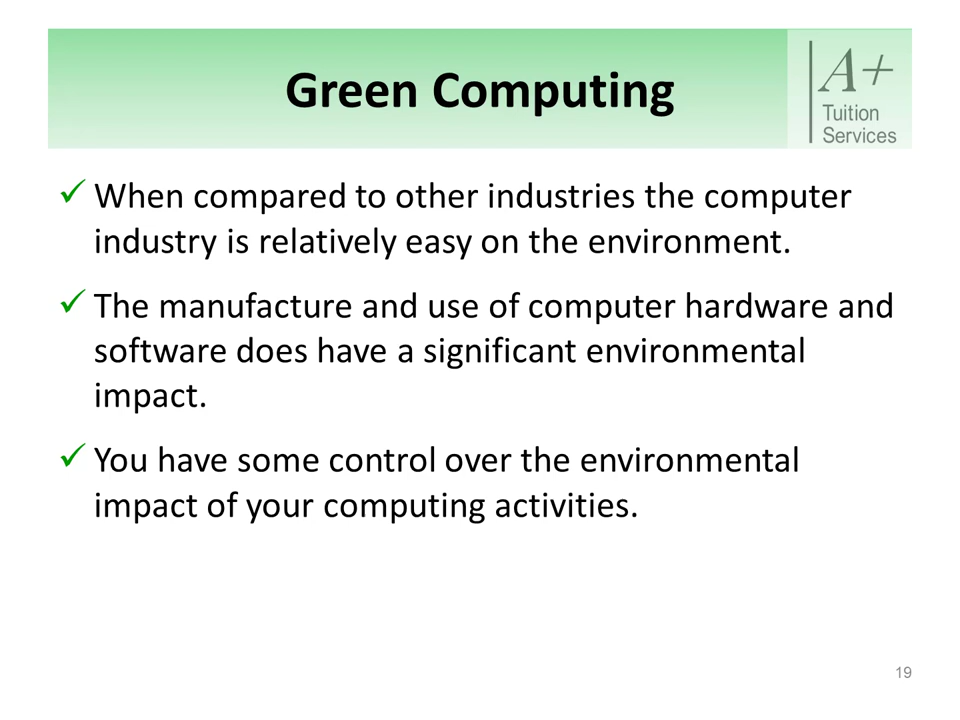 Green Computing
A+
Tuition
Services
✓ When compared to other industries the computer
industry is relatively easy on the environment.
✓ The manufacture and use of computer hardware and
software does have a significant environmental
impact.
✓ You have some control over the environmental
impact of your computing activities.
19